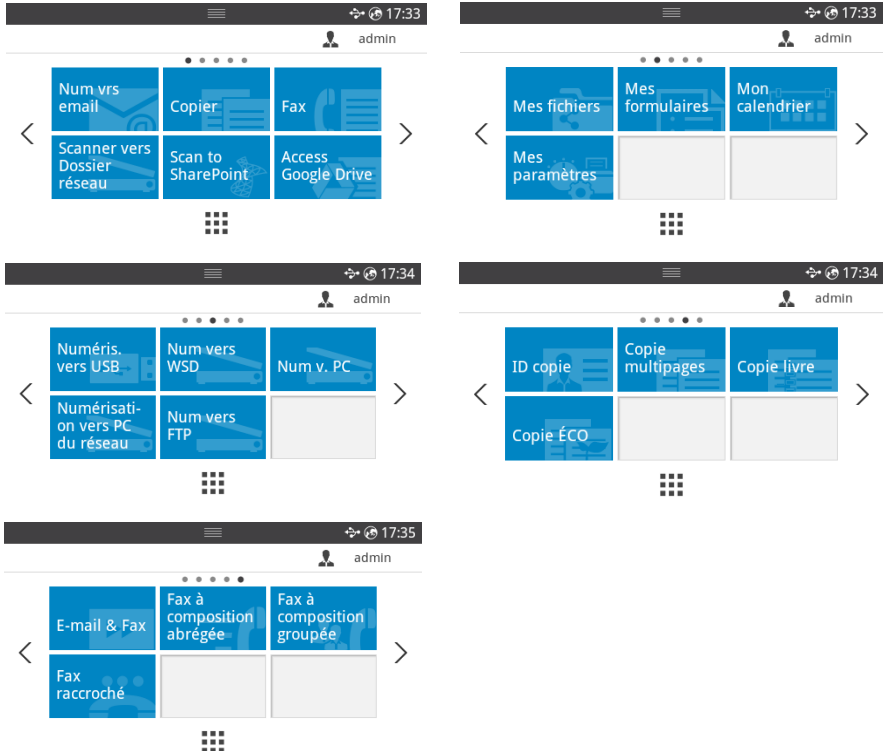 17:33
admin
Num vrs
email
Copier
Fax
Scanner vers
Dossier
réseau
Scan to
SharePoint
Access
Google Drive
17:33
admin
Mes fichiers
Mes
formulaires
Mon
calendrier
Mes
paramètres
17:34
admin
Numéris.
vers USB
Num vers
WSD
Num v. PC
Numérisati-
on vers PC
du réseau
Num vers
FTP
17:34
admin
ID copie
Copie
multipages
Copie livre
Copie ÉCO
17:35
admin
E-mail & Fax
Fax à
composition
abrégée
Fax à
composition
groupée
Fax
raccroché